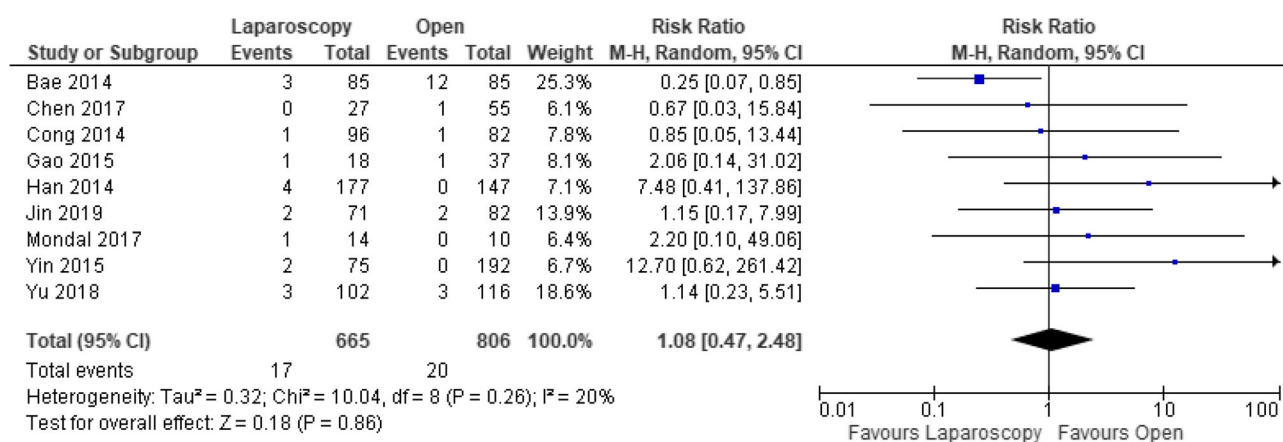 Laparoscopy Open Risk Ratio Risk Ratio
Study or Subgroup Events Total Events Total Weight M-H, Random, 95% CI M-H, Random, 95% CI
Bae 2014 3 85 12 85 25.3% 0.25 [0.07, 0.85]
Chen 2017 0 27 1 55 6.1% 0.67 [0.03, 15.84]
Cong 2014 1 96 1 82 7.8% 0.85 [0.05, 13.44]
Gao 2015 1 18 1 37 8.1% 2.06 [0.14, 31.02]
Han 2014 4 177 0 147 7.1% 7.48 [0.41, 137.86]
Jin 2019 2 71 2 82 13.9% 1.15 [0.17, 7.99]
Mondal 2017 1 14 0 10 6.4% 2.20 [0.10, 49.06]
Yin 2015 2 75 0 192 6.7% 12.70 [0.62, 261.42]
Yu 2018 3 102 3 116 18.6% 1.14 [0.23, 5.51]
Total (95% CI) 665 806 100.0% 1.08 [0.47, 2.48]
Total events 17 20
Heterogeneity: Tau² = 0.32; Chi² = 10.04, df = 8 (P = 0.26); I² = 20%
Test for overall effect: Z = 0.18 (P = 0.86)
0.01 0.1 1 10 100
Favours Laparoscopy Favours Open